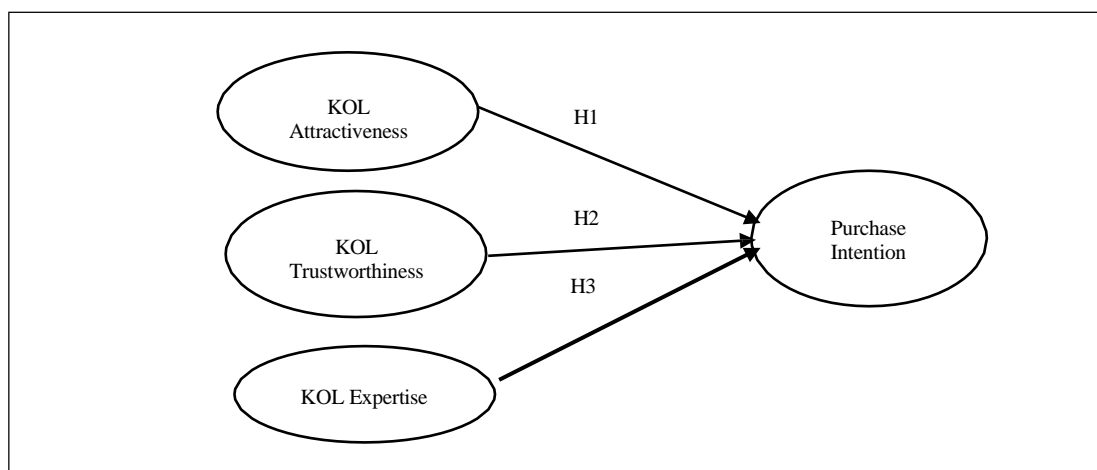 KOL
Attractiveness
H1
KOL
Trustworthiness
H2
Purchase
Intention
H3
KOL Expertise